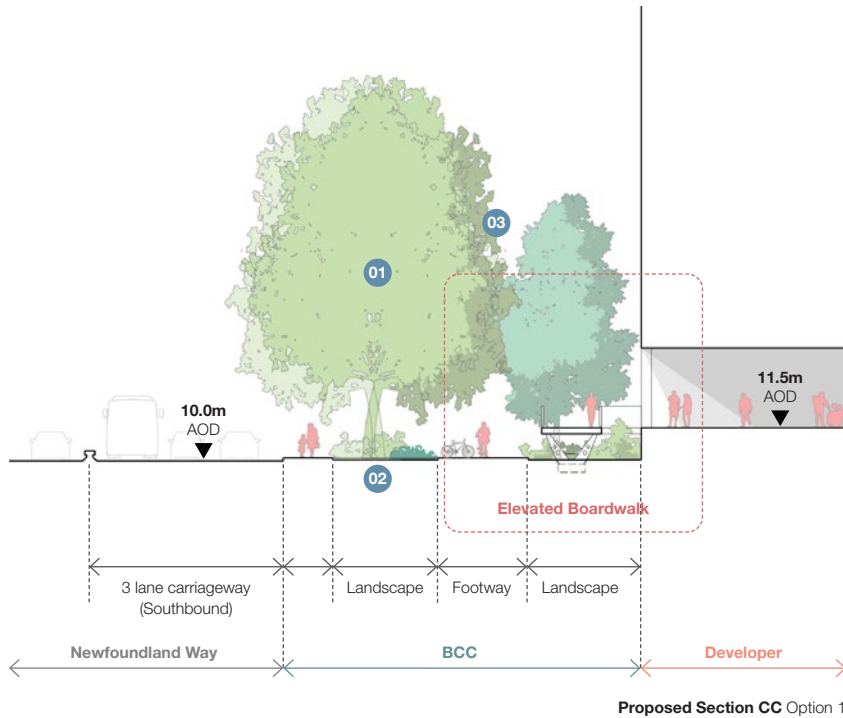 03
01
10.0m
AOD
11.5m
AOD
02
Elevated Boardwalk
3 lane carriageway
(Southbound)
Landscape
Footway
Landscape
Newfoundland Way
BCC
Developer
Proposed Section CC Option 1